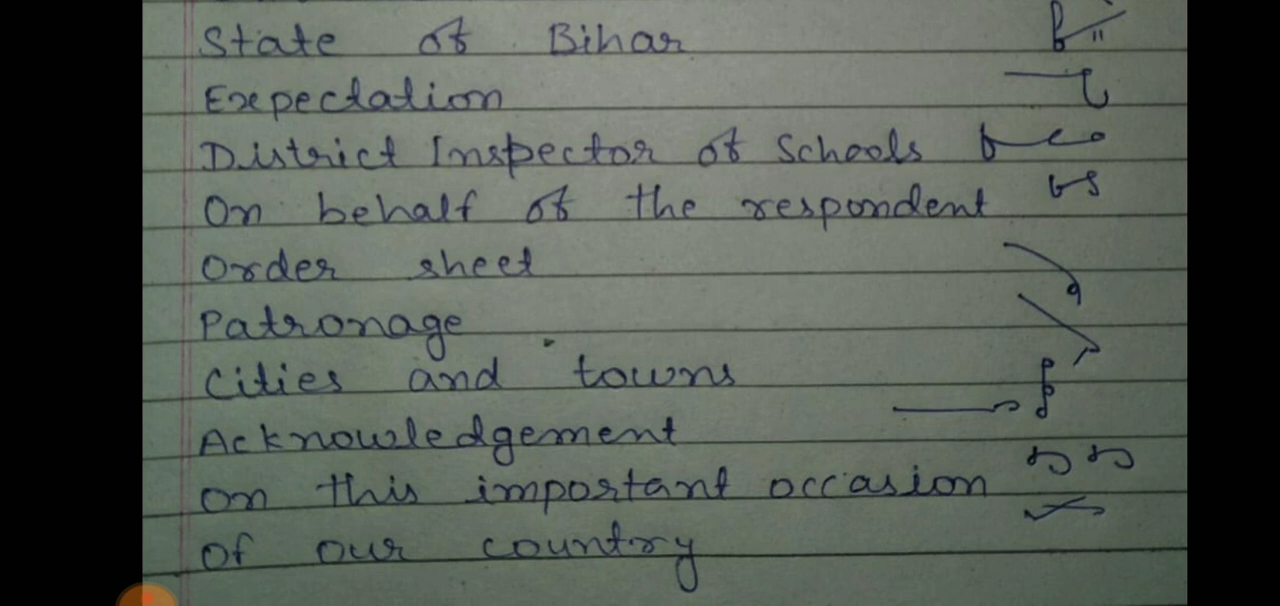 State of Bihar
Expectation
District Inspector of Schools
On behalf of the respondent
Order sheet
Patronage
Cities and towns
Acknowledgement
on this important occasion
of our country